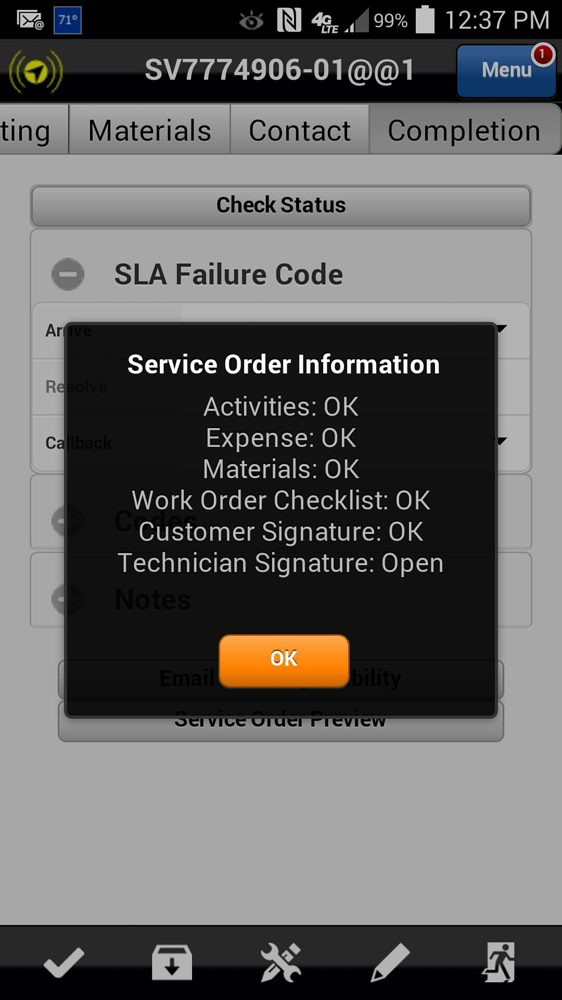 71°
4G LTE
99%
12:37 PM
SV7774906-01@@1
Menu
1
ting
Materials
Contact
Completion
Check Status
SLA Failure Code
Arrive
Resolve
Callback
Service Order Information
Activities: OK
Expense: OK
Materials: OK
Work Order Checklist: OK
Codes
Customer Signature: OK
Technician Signature: Open
Notes
OK
Email bility
Service Order Preview